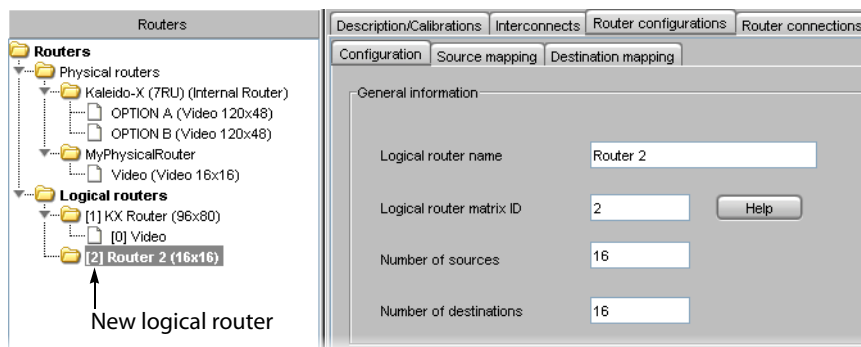 Routers
Routers
Physical routers
Kaleido-X (7RU) (Internal Router)
OPTION A (Video 120x48)
OPTION B (Video 120x48)
MyPhysicalRouter
Video (Video 16x16)
Logical routers
[1] KX Router (96x80)
[0] Video
[2] Router 2 (16x16)
New logical router
Description/Calibrations Interconnects Router configurations Router connections
Configuration Source mapping Destination mapping
General information
Logical router name Router 2
Logical router matrix ID 2 Help
Number of sources 16
Number of destinations 16